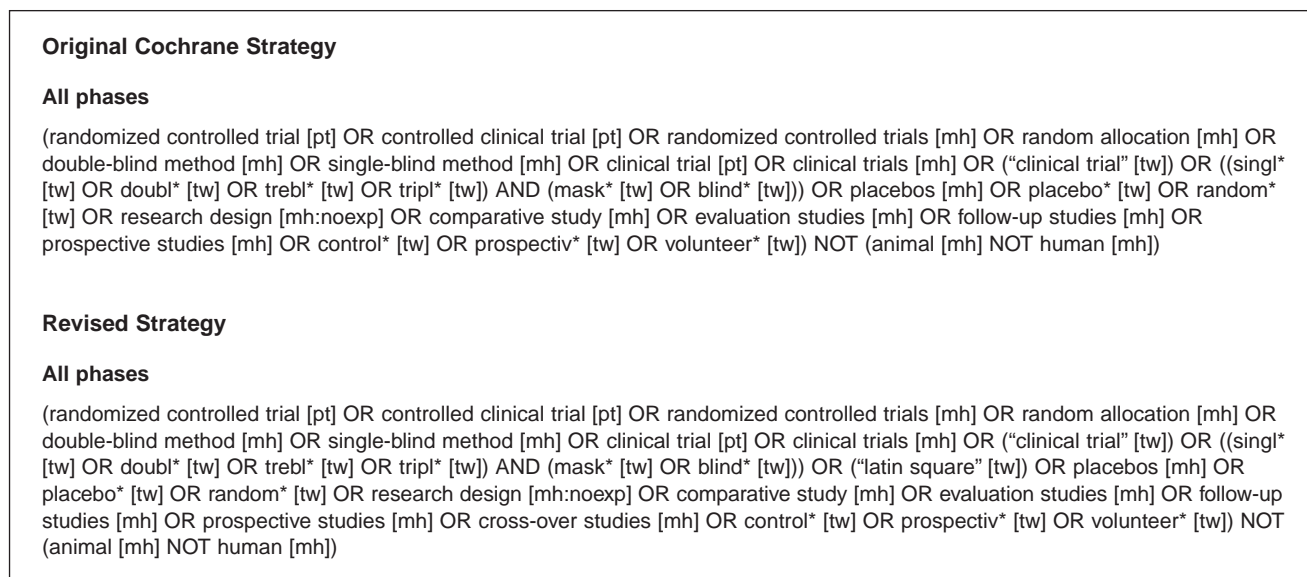 Original Cochrane Strategy
All phases
(randomized controlled trial [pt] OR controlled clinical trial [pt] OR randomized controlled trials [mh] OR random allocation [mh] OR
double-blind method [mh] OR single-blind method [mh] OR clinical trial [pt] OR clinical trials [mh] OR (“clinical trial” [tw]) OR ((singl*
[tw] OR doubl* [tw] OR trebl* [tw] OR tripl* [tw]) AND (mask* [tw] OR blind* [tw])) OR placebos [mh] OR placebo* [tw] OR random*
[tw] OR research design [mh:noexp] OR comparative study [mh] OR evaluation studies [mh] OR follow-up studies [mh] OR
prospective studies [mh] OR control* [tw] OR prospectiv* [tw] OR volunteer* [tw]) NOT (animal [mh] NOT human [mh])
Revised Strategy
All phases
(randomized controlled trial [pt] OR controlled clinical trial [pt] OR randomized controlled trials [mh] OR random allocation [mh] OR
double-blind method [mh] OR single-blind method [mh] OR clinical trial [pt] OR clinical trials [mh] OR (“clinical trial” [tw]) OR ((singl*
[tw] OR doubl* [tw] OR trebl* [tw] OR tripl* [tw]) AND (mask* [tw] OR blind* [tw])) OR (“latin square” [tw]) OR placebos [mh] OR
placebo* [tw] OR random* [tw] OR research design [mh:noexp] OR comparative study [mh] OR evaluation studies [mh] OR follow-up
studies [mh] OR prospective studies [mh] OR cross-over studies [mh] OR control* [tw] OR prospectiv* [tw] OR volunteer* [tw]) NOT
(animal [mh] NOT human [mh])